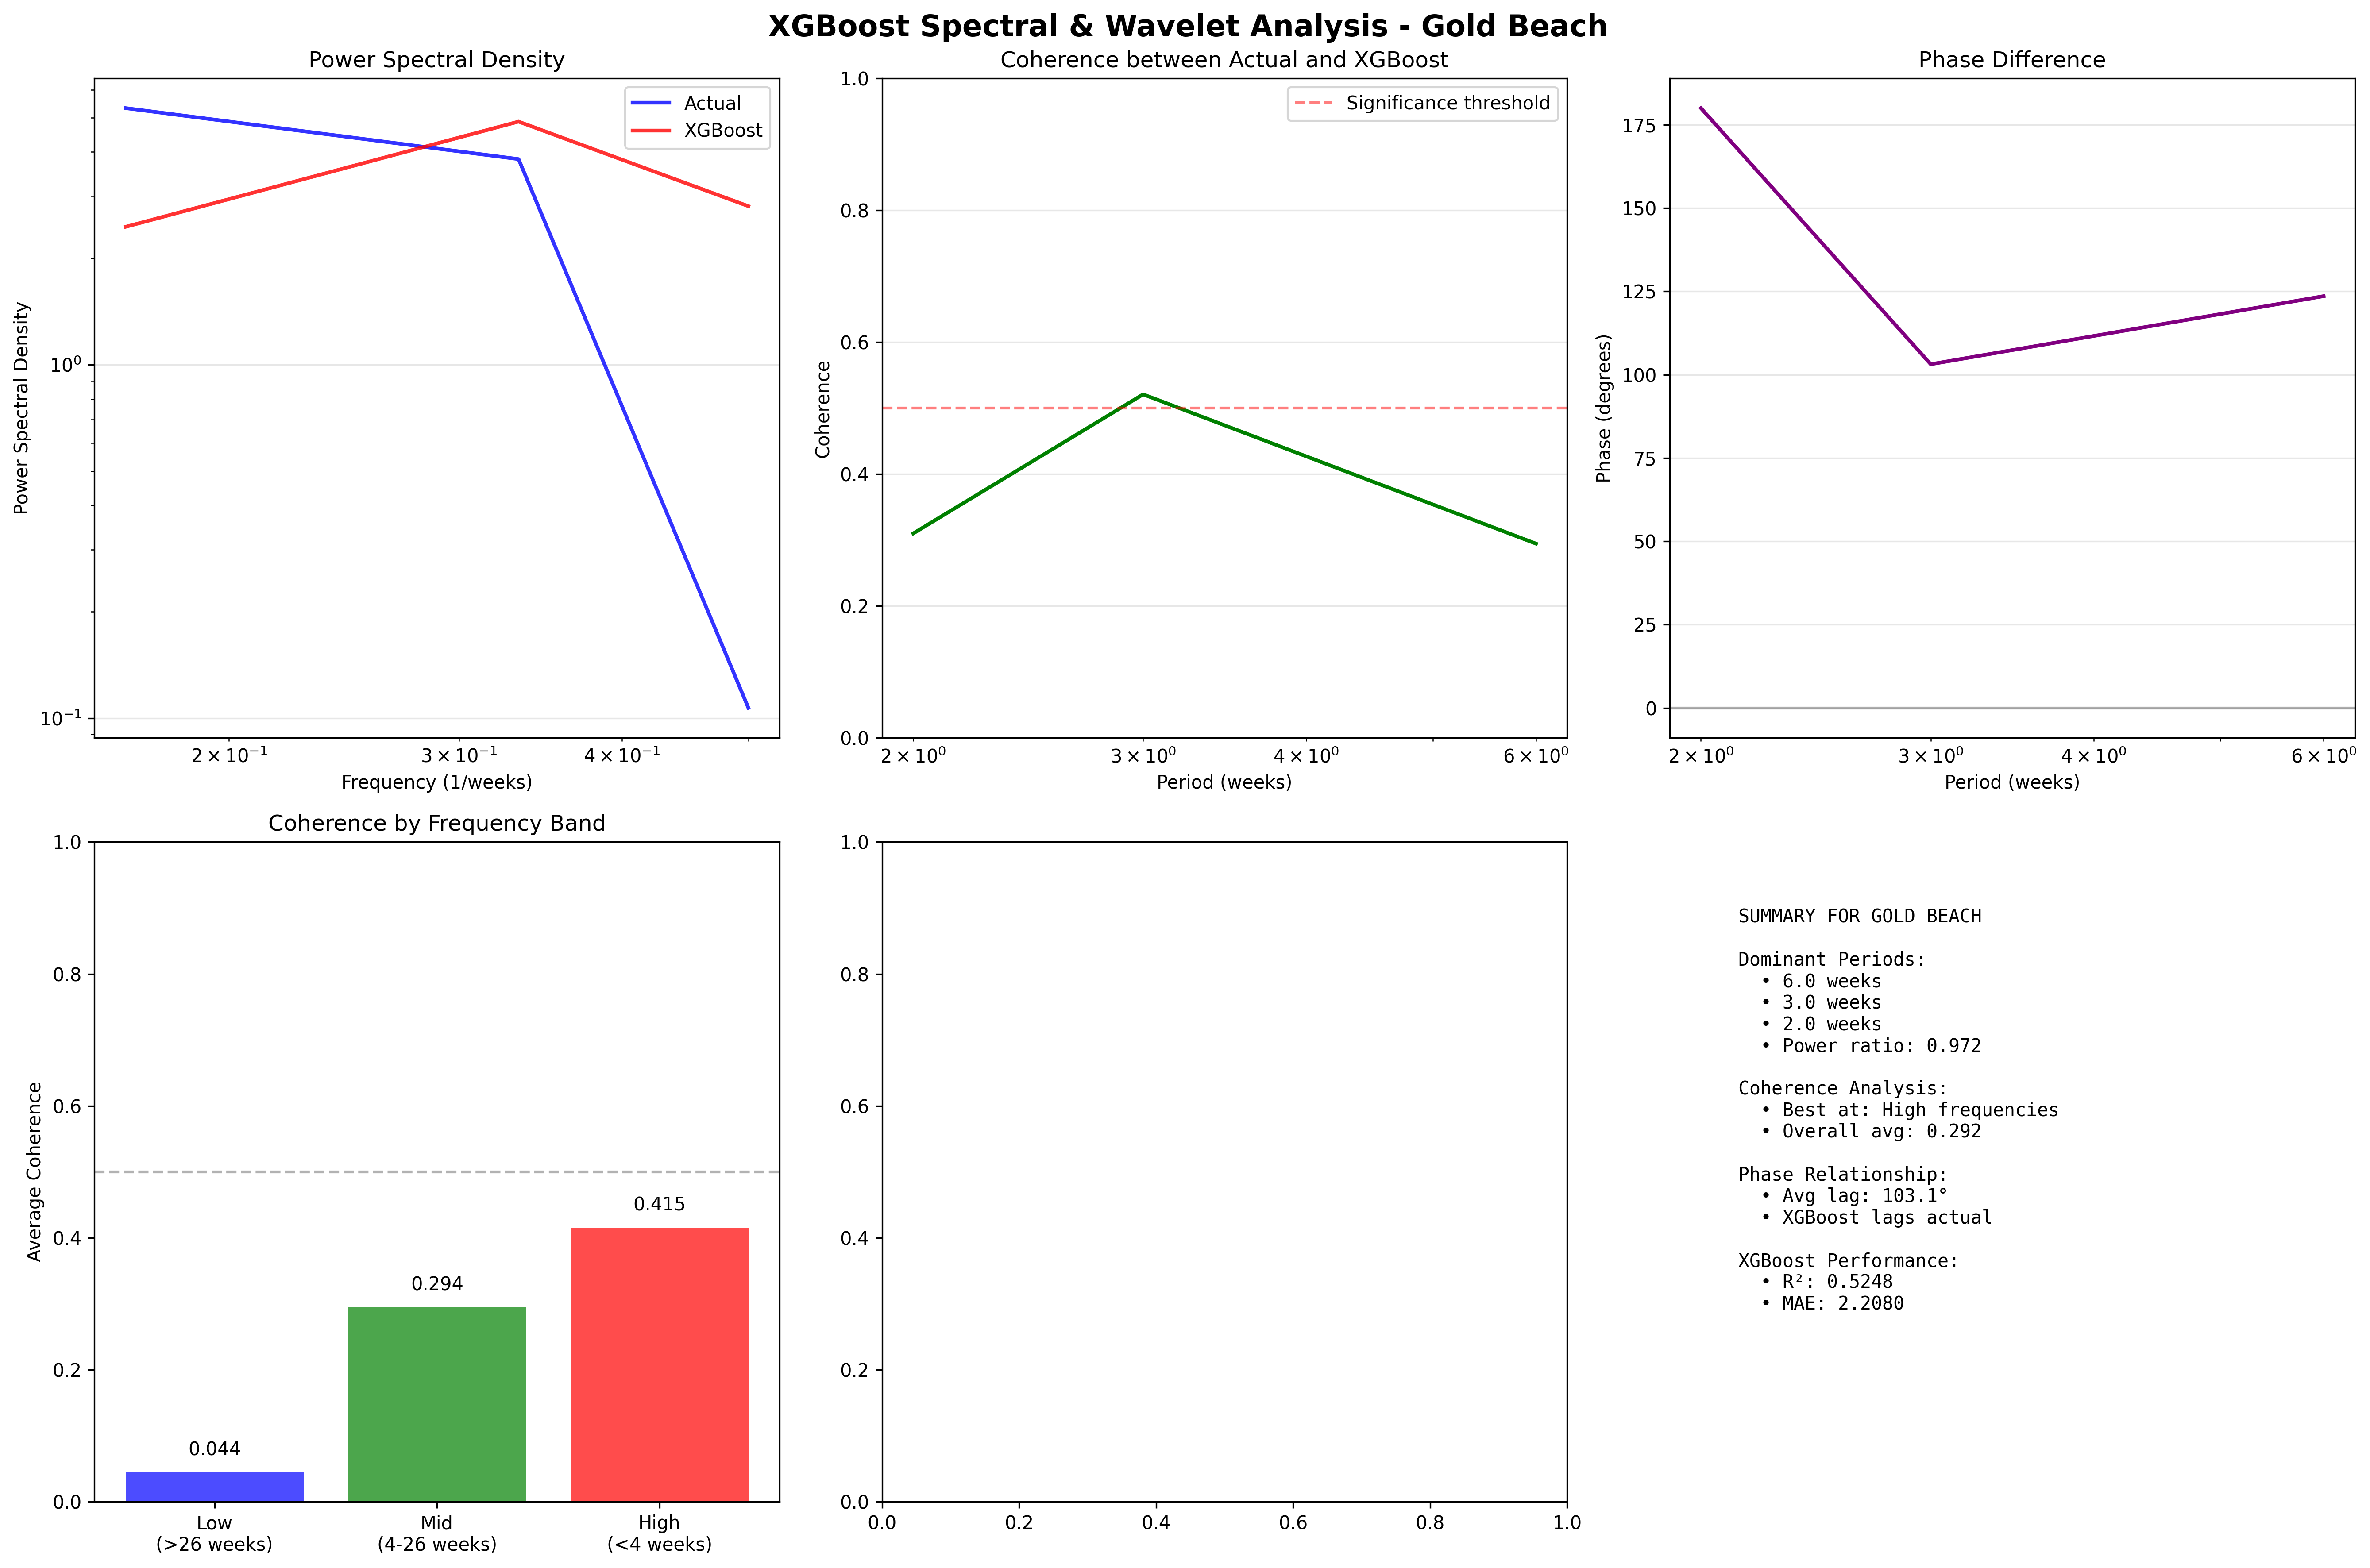 XGBoost Spectral & Wavelet Analysis - Gold Beach
Power Spectral Density
Actual
XGBoost
10⁰
10⁻¹
Power Spectral Density
2 × 10⁻¹
3 × 10⁻¹
4 × 10⁻¹
Frequency (1/weeks)
Coherence between Actual and XGBoost
Significance threshold
1.0
0.8
0.6
0.4
0.2
0.0
Coherence
2 × 10⁰
3 × 10⁰
4 × 10⁰
6 × 10⁰
Period (weeks)
Phase Difference
175
150
125
100
75
50
25
0
Phase (degrees)
2 × 10⁰
3 × 10⁰
4 × 10⁰
6 × 10⁰
Period (weeks)
Coherence by Frequency Band
1.0
0.8
0.6
0.4
0.2
0.0
Average Coherence
0.044
0.294
0.415
Low
(>26 weeks)
Mid
(4-26 weeks)
High
(<4 weeks)
1.0
0.8
0.6
0.4
0.2
0.0
0.0
0.2
0.4
0.6
0.8
1.0
SUMMARY FOR GOLD BEACH
Dominant Periods:
• 6.0 weeks
• 3.0 weeks
• 2.0 weeks
• Power ratio: 0.972
Coherence Analysis:
• Best at: High frequencies
• Overall avg: 0.292
Phase Relationship:
• Avg lag: 103.1°
• XGBoost lags actual
XGBoost Performance:
• R²: 0.5248
• MAE: 2.2080